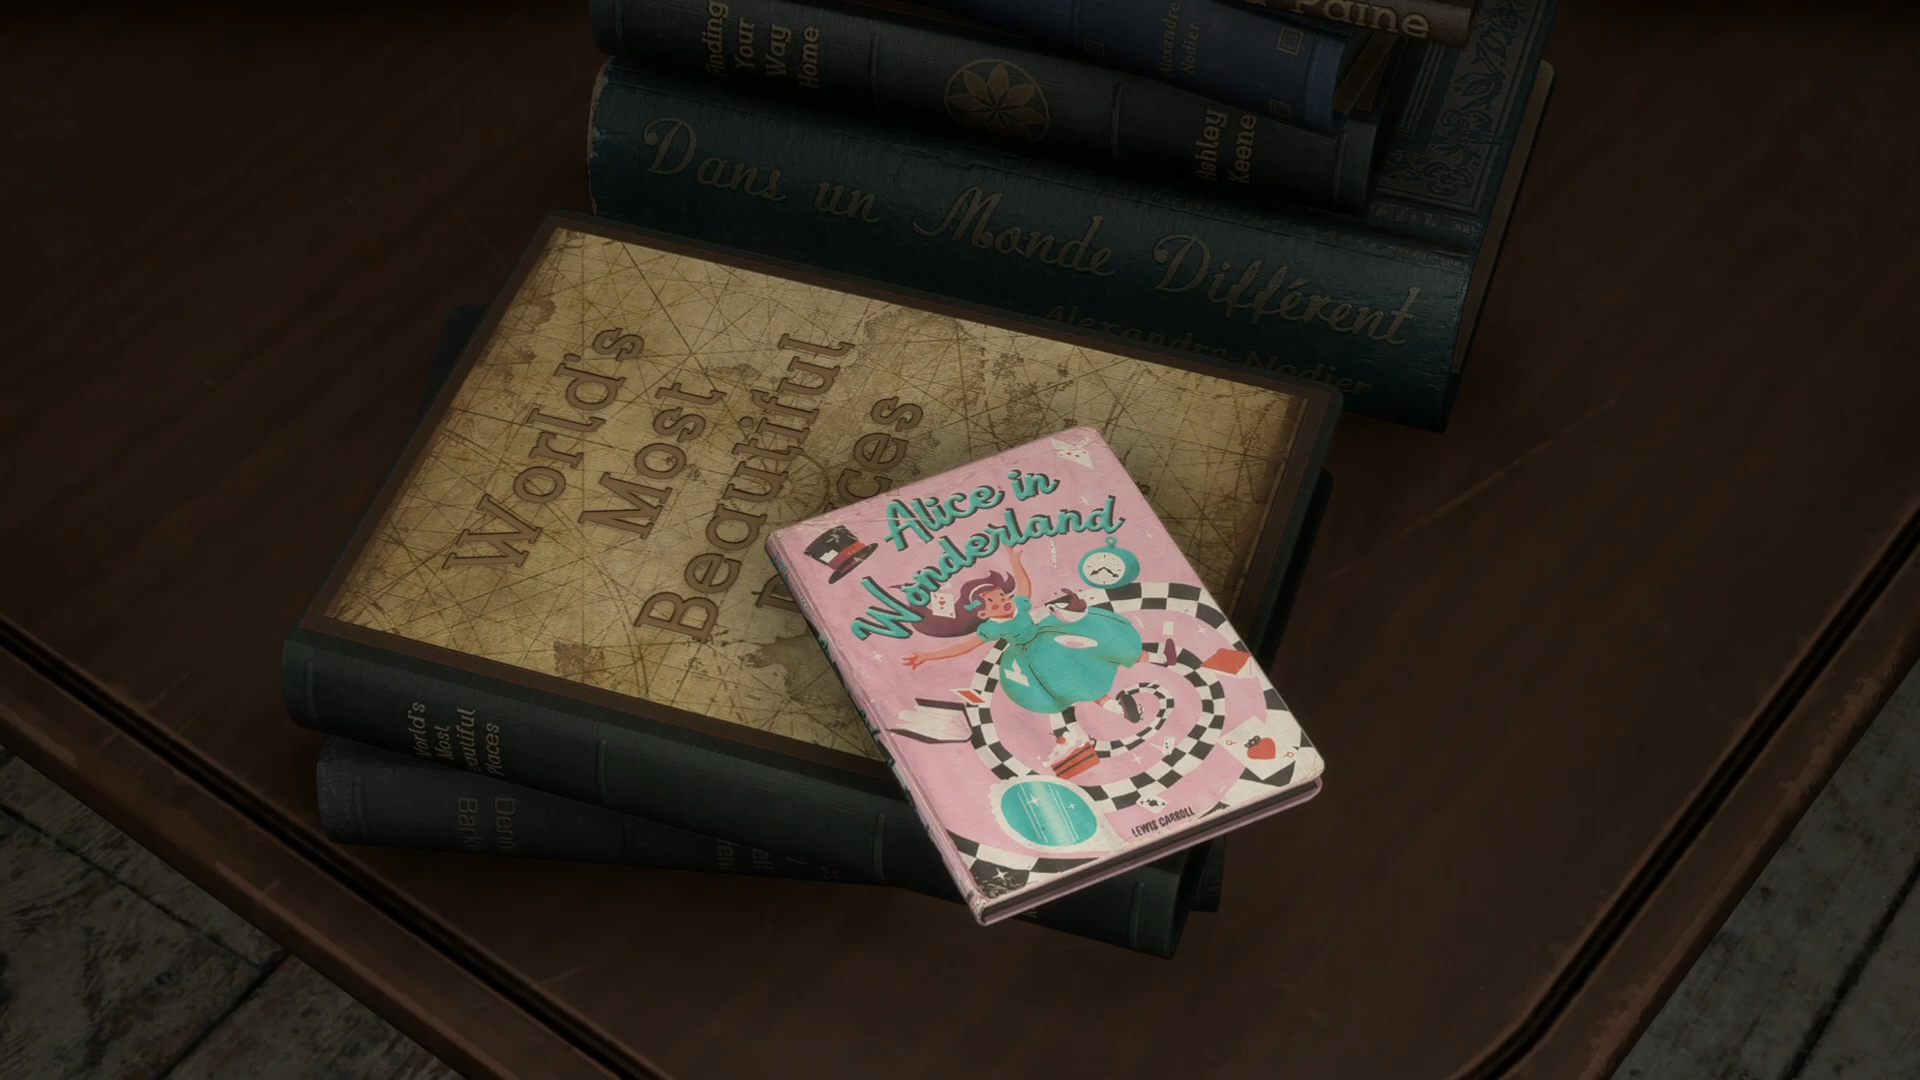 Paine
Alexandre
Nodier
Finding
Your
Way
Home
Ashley
Keene
Dans un Monde Différent
Alexandre Nodier
World's
Most
Beautiful
Alice in
Wonderland
LEWIS CARROLL
World's
Most
Places